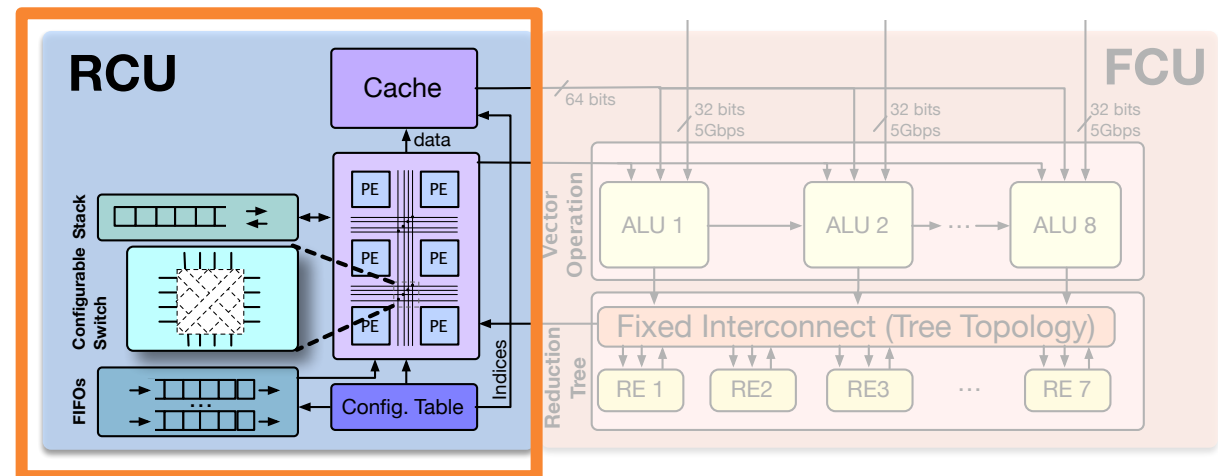 RCU
Cache
data
PE
PE
PE
PE
PE
PE
Stack
Configurable
Switch
FIFOs
...
Config. Table
Indices
FCU
64 bits
32 bits
5Gbps
32 bits
5Gbps
32 bits
5Gbps
Vector
Operation
ALU 1
ALU 2
...
ALU 8
Reduction
Tree
Fixed Interconnect (Tree Topology)
RE 1
RE2
RE3
...
RE 7